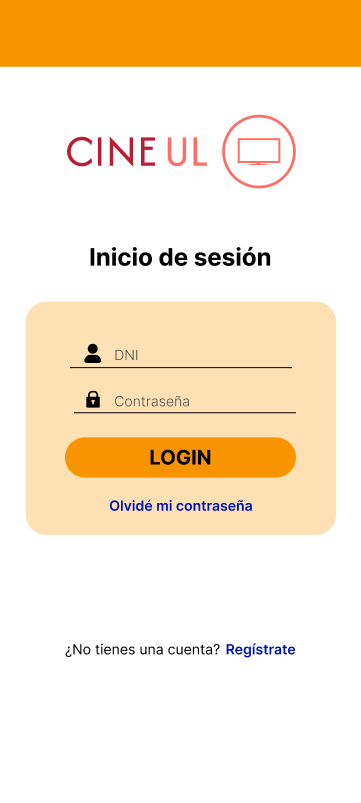 CINE UL
Inicio de sesión
DNI
Contraseña
LOGIN
Olvidé mi contraseña
¿No tienes una cuenta? Regístrate